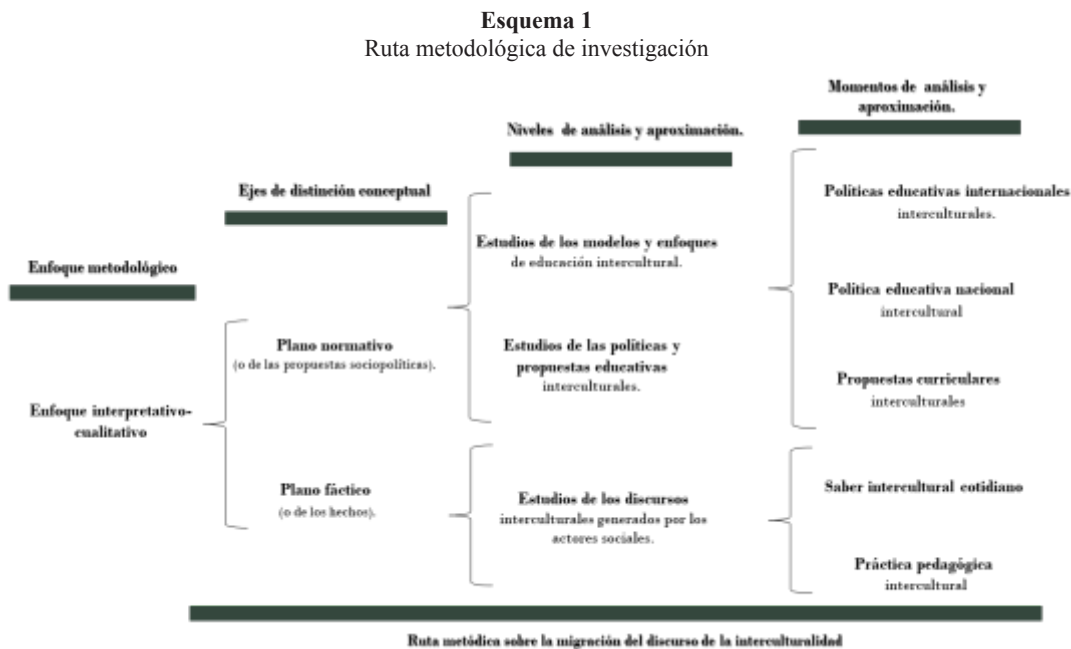 Esquema 1
Ruta metodológica de investigación
Enfoque metodológico
Enfoque interpretativo-
cualitativo
Ejes de distinción conceptual
Plano normativo
(o de las propuestas sociopolíticas).
Plano fáctico
(o de los hechos).
Niveles de análisis y aproximación.
Estudios de los modelos y enfoques
de educación intercultural.
Estudios de las políticas y
propuestas educativas
interculturales.
Estudios de los discursos
interculturales generados por los
actores sociales.
Momentos de análisis y
aproximación.
Políticas educativas internacionales
interculturales.
Política educativa nacional
intercultural
Propuestas curriculares
interculturales
Saber intercultural cotidiano
Práctica pedagógica
intercultural
Ruta metódica sobre la migración del discurso de la interculturalidad